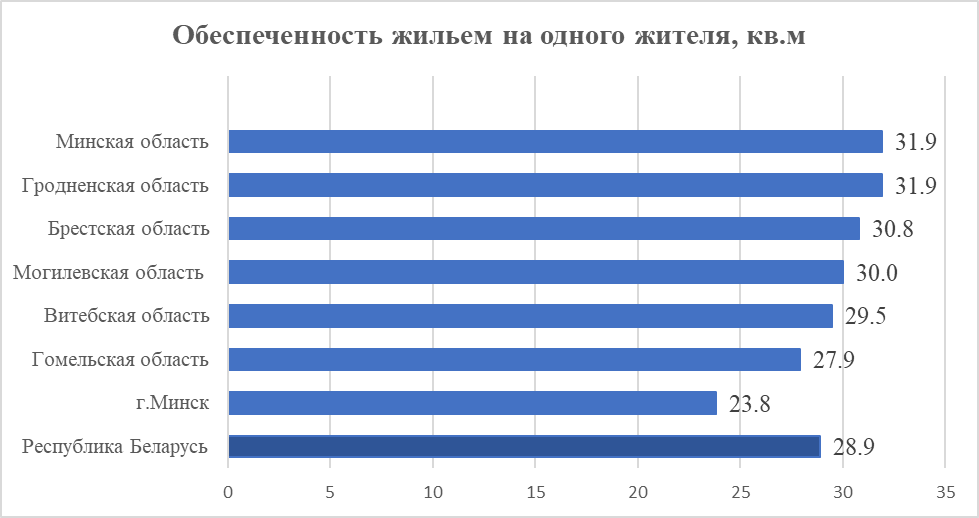 Обеспеченность жильем на одного жителя, кв.м
Минская область 31.9
Гродненская область 31.9
Брестская область 30.8
Могилевская область 30.0
Витебская область 29.5
Гомельская область 27.9
г.Минск 23.8
Республика Беларусь 28.9
0 5 10 15 20 25 30 35